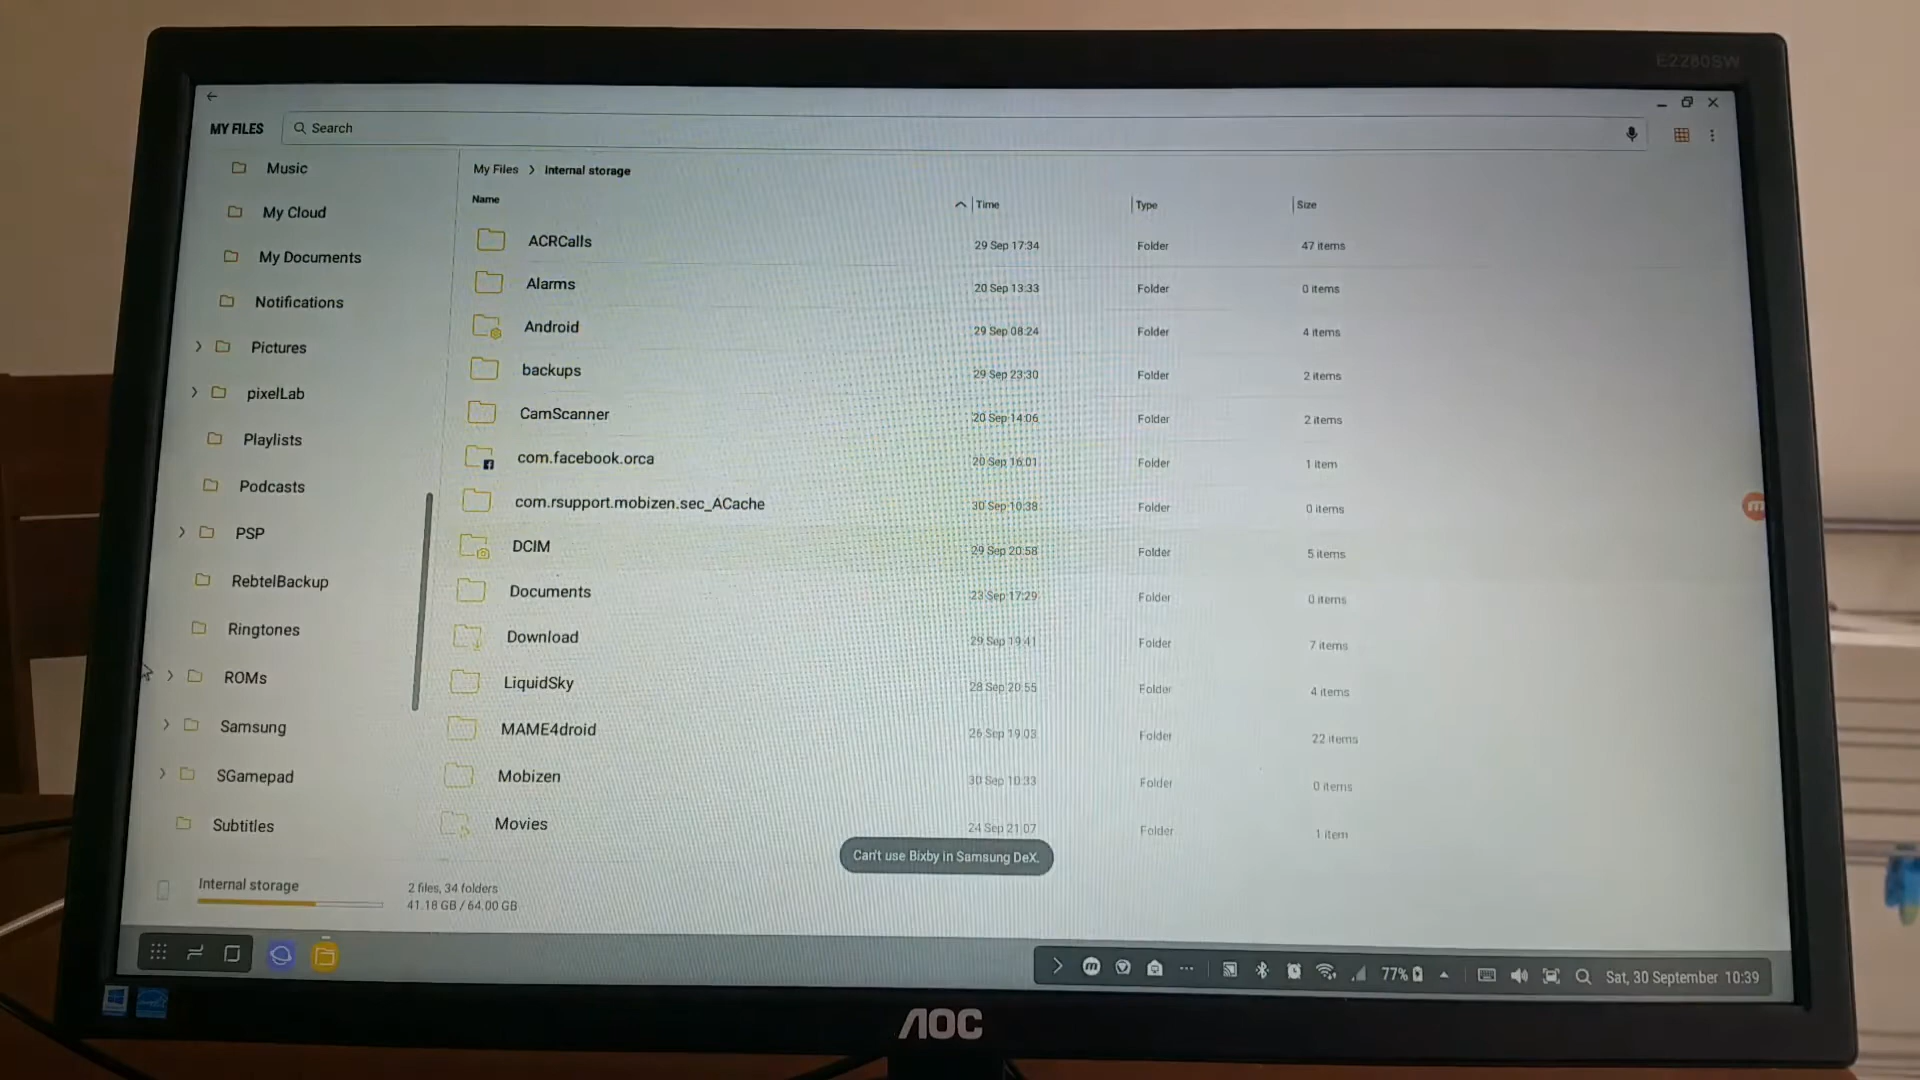 E2280SW
MY FILES
Search
Music
My Cloud
My Documents
Notifications
Pictures
pixelLab
Playlists
Podcasts
PSP
RebtelBackup
Ringtones
ROMs
Samsung
SGamepad
Subtitles
My Files > Internal storage
Name Time Type Size
ACRCalls 29 Sep 17:34 Folder 47 items
Alarms 20 Sep 13:33 Folder 0 items
Android 29 Sep 08:24 Folder 4 items
backups 29 Sep 23:30 Folder 2 items
CamScanner 20 Sep 14:06 Folder 2 items
com.facebook.orca 20 Sep 16:01 Folder 1 item
com.rsupport.mobizen.sec_ACache 30 Sep 10:38 Folder 0 items
DCIM 29 Sep 20:58 Folder 5 items
Documents 23 Sep 17:29 Folder 0 items
Download 29 Sep 19:41 Folder 7 items
LiquidSky 28 Sep 20:55 Folder 4 items
MAME4droid 26 Sep 19:03 Folder 22 items
Mobizen 30 Sep 10:33 Folder 0 items
Movies 24 Sep 21:07 Folder 1 item
Can't use Bixby in Samsung DeX.
Internal storage
2 files, 34 folders
41.18 GB / 64.00 GB
77% Sat, 30 September 10:39
AOC